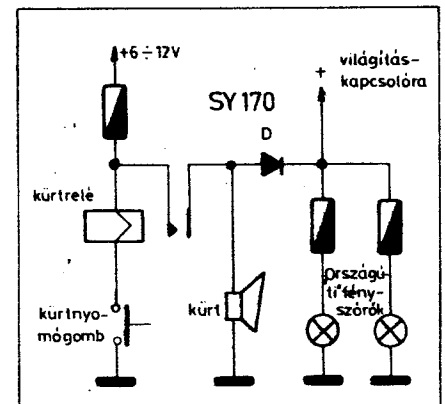 +6÷12V
világítás-
kapcsolóra
+
SY 170
D
kürtrelé
kürtnyo-
mógomb
kürt
Országú-
ti fény-
szórók